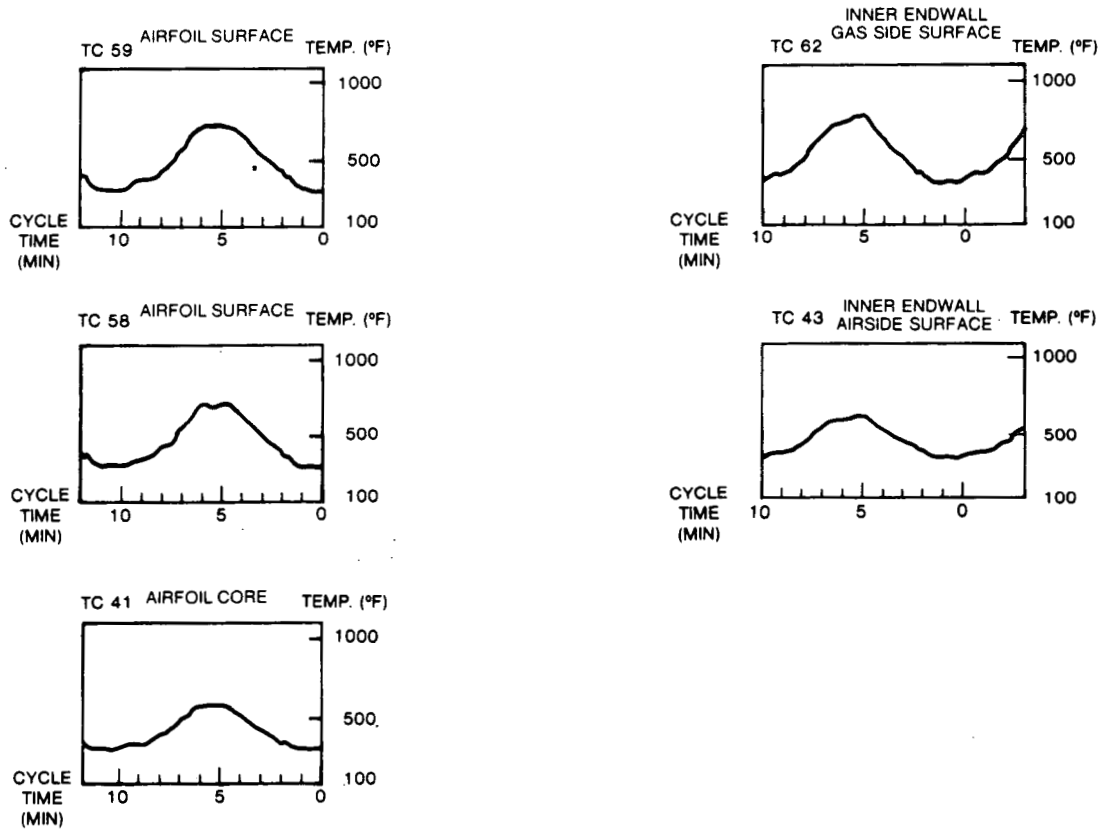 AIRFOIL SURFACE
TC 59 TEMP. (°F)
1000
500
100
CYCLE
TIME
(MIN)
10 5 0
INNER ENDWALL
GAS SIDE SURFACE
TC 62 TEMP. (°F)
1000
500
100
CYCLE
TIME
(MIN)
10 5 0
AIRFOIL SURFACE
TC 58 TEMP. (°F)
1000
500
100
CYCLE
TIME
(MIN)
10 5 0
INNER ENDWALL
AIRSIDE SURFACE
TC 43 TEMP. (°F)
1000
500
100
CYCLE
TIME
(MIN)
10 5 0
TC 41 AIRFOIL CORE TEMP. (°F)
1000
500
100
CYCLE
TIME
(MIN)
10 5 0